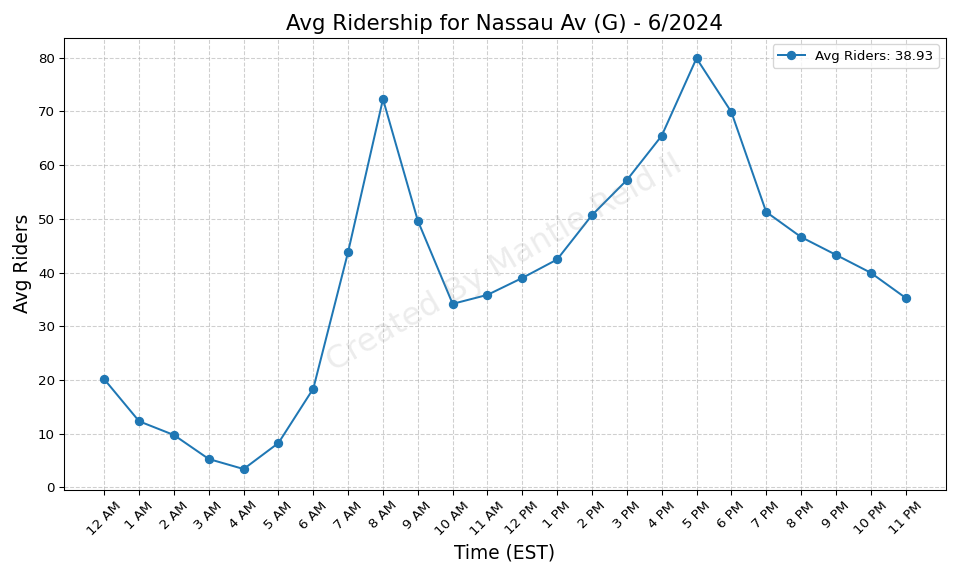 Avg Ridership for Nassau Av (G) - 6/2024
Avg Riders: 38.93
Avg Riders
80
70
60
50
40
30
20
10
0
Created By Mantle Reid II
12 AM
1 AM
2 AM
3 AM
4 AM
5 AM
6 AM
7 AM
8 AM
9 AM
10 AM
11 AM
12 PM
1 PM
2 PM
3 PM
4 PM
5 PM
6 PM
7 PM
8 PM
9 PM
10 PM
11 PM
Time (EST)